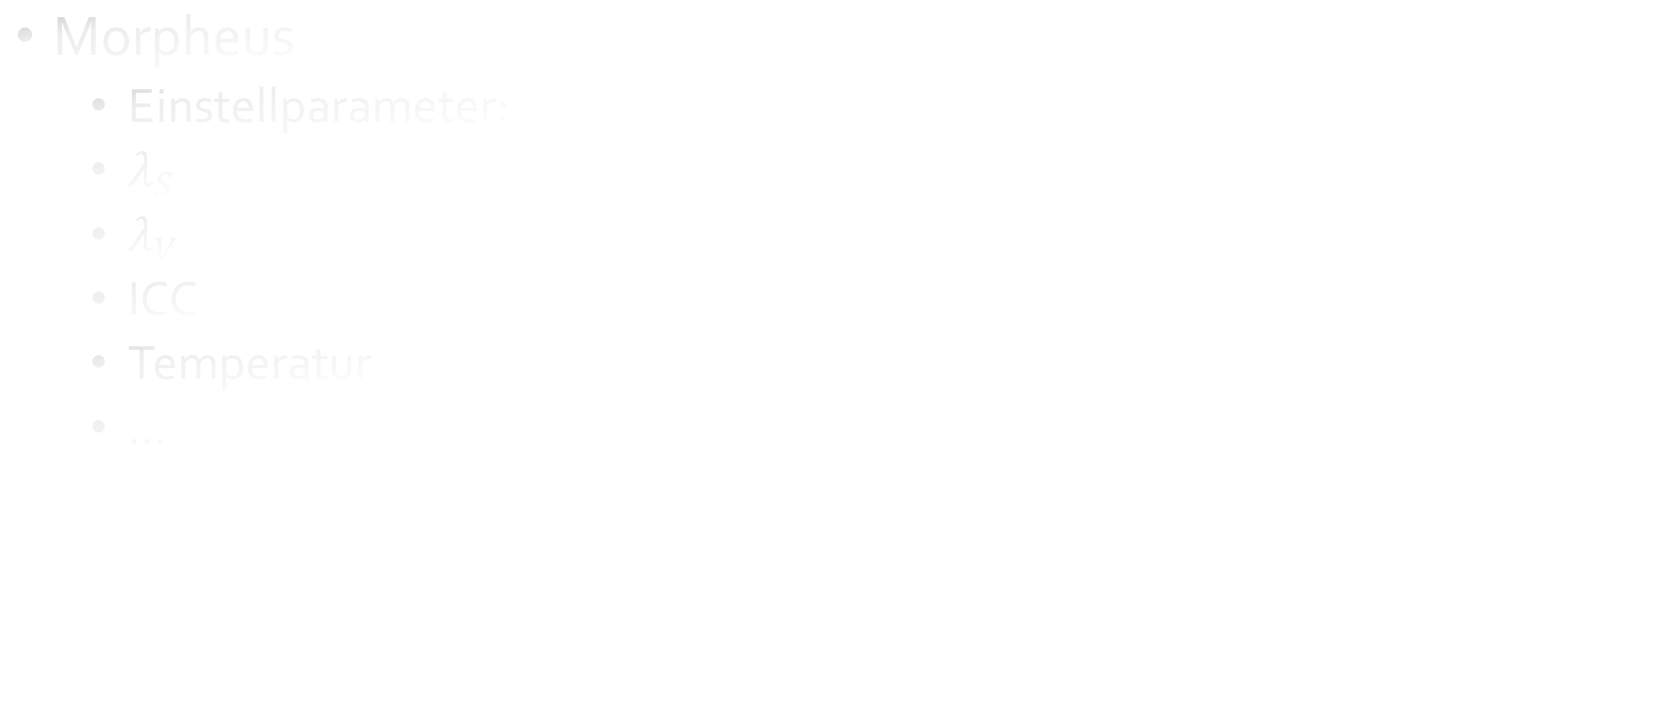 • Morpheus
• Einstellparameter:
• λ_S
• λ_V
• ICC
• Temperatur
• ...